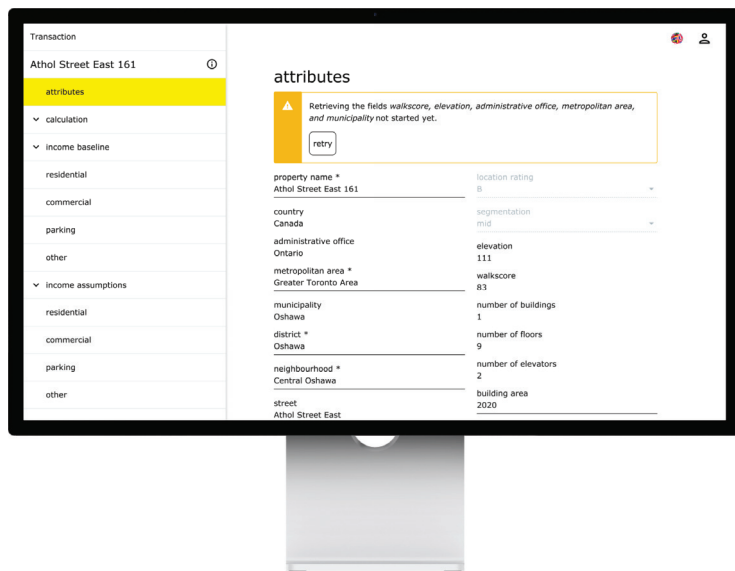 Transaction
Athol Street East 161
attributes
calculation
income baseline
residential
commercial
parking
other
income assumptions
residential
commercial
parking
other
attributes
Retrieving the fields walkscore, elevation, administrative office, metropolitan area,
and municipality not started yet.
retry
property name *
Athol Street East 161
country
Canada
administrative office
Ontario
metropolitan area *
Greater Toronto Area
municipality
Oshawa
district *
Oshawa
neighbourhood *
Central Oshawa
street
Athol Street East
location rating
B
segmentation
mid
elevation
111
walkscore
83
number of buildings
1
number of floors
9
number of elevators
2
building area
2020